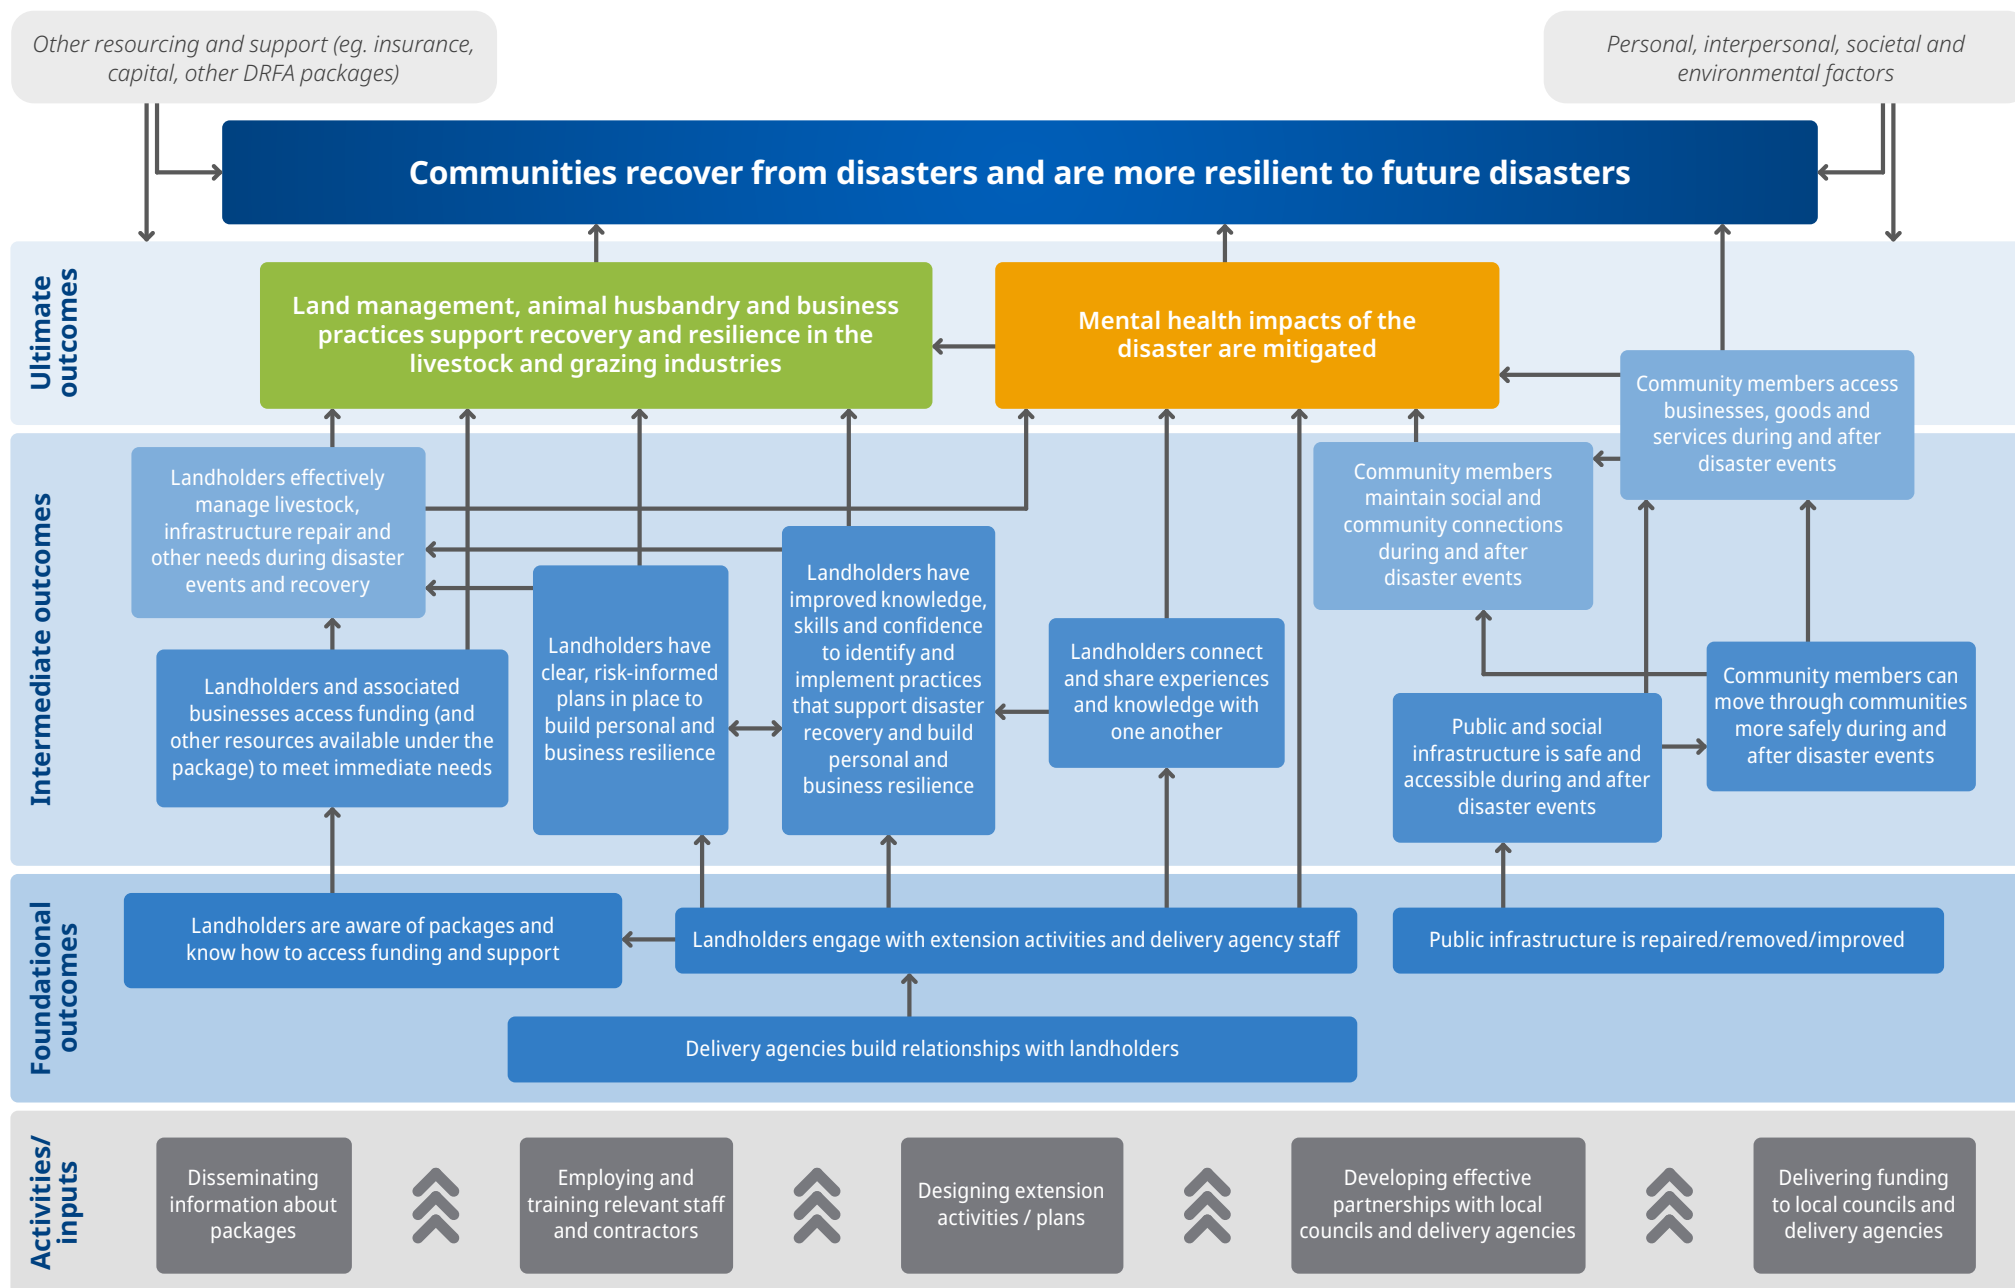 Other resourcing and support (eg. insurance,
capital, other DRFA packages)
Personal, interpersonal, societal and
environmental factors
Communities recover from disasters and are more resilient to future disasters
Ultimate
outcomes
Land management, animal husbandry and business
practices support recovery and resilience in the
livestock and grazing industries
Mental health impacts of the
disaster are mitigated
Community members access
businesses, goods and
services during and after
disaster events
Intermediate outcomes
Landholders effectively
manage livestock,
infrastructure repair and
other needs during disaster
events and recovery
Community members
maintain social and
community connections
during and after
disaster events
Landholders and associated
businesses access funding (and
other resources available under the
package) to meet immediate needs
Landholders have
clear, risk-informed
plans in place to
build personal and
business resilience
Landholders have
improved knowledge,
skills and confidence
to identify and
implement practices
that support disaster
recovery and build
personal and
business resilience
Landholders connect
and share experiences
and knowledge with
one another
Public and social
infrastructure is safe and
accessible during and after
disaster events
Community members can
move through communities
more safely during and
after disaster events
Foundational
outcomes
Landholders are aware of packages and
know how to access funding and support
Landholders engage with extension activities and delivery agency staff
Public infrastructure is repaired/removed/improved
Delivery agencies build relationships with landholders
Activities/
inputs
Disseminating
information about
packages
Employing and
training relevant staff
and contractors
Designing extension
activities / plans
Developing effective
partnerships with local
councils and delivery agencies
Delivering funding
to local councils and
delivery agencies